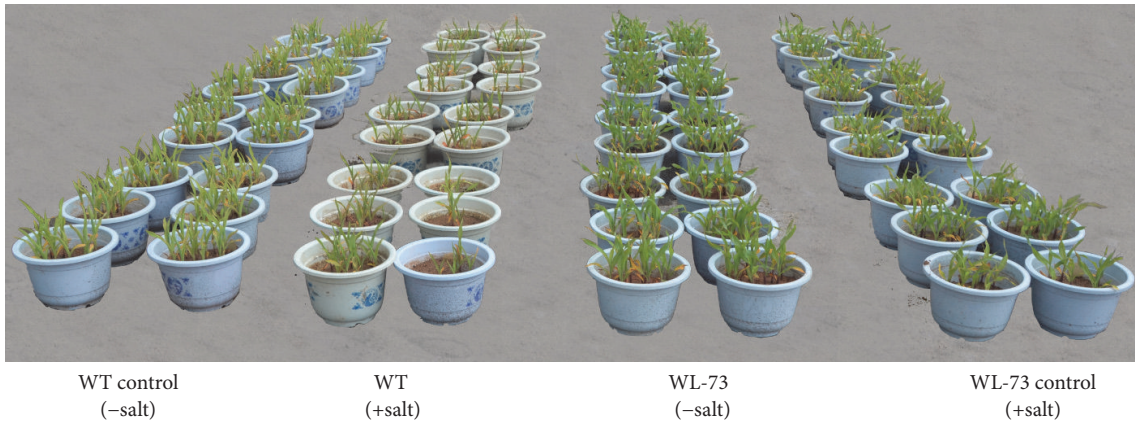 WT control
(−salt)
WT
(+salt)
WL-73
(−salt)
WL-73 control
(+salt)